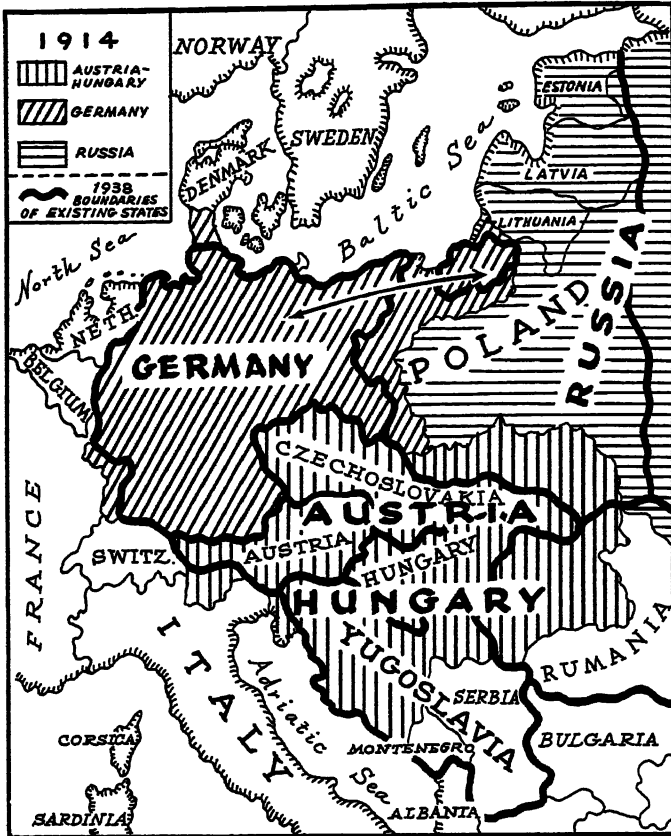 1914
AUSTRIA-
HUNGARY
GERMANY
RUSSIA
1938
BOUNDARIES
OF EXISTING STATES
NORWAY
SWEDEN
DENMARK
Baltic Sea
ESTONIA
LATVIA
LITHUANIA
North Sea
NETH.
BELGIUM
GERMANY
POLAND
RUSSIA
CZECHOSLOVAKIA
AUSTRIA
AUSTRIA
HUNGARY
HUNGARY
FRANCE
SWITZ.
ITALY
YUGOSLAVIA
Adriatic Sea
SERBIA
RUMANIA
MONTENEGRO
BULGARIA
CORSICA
SARDINIA
ALBANIA